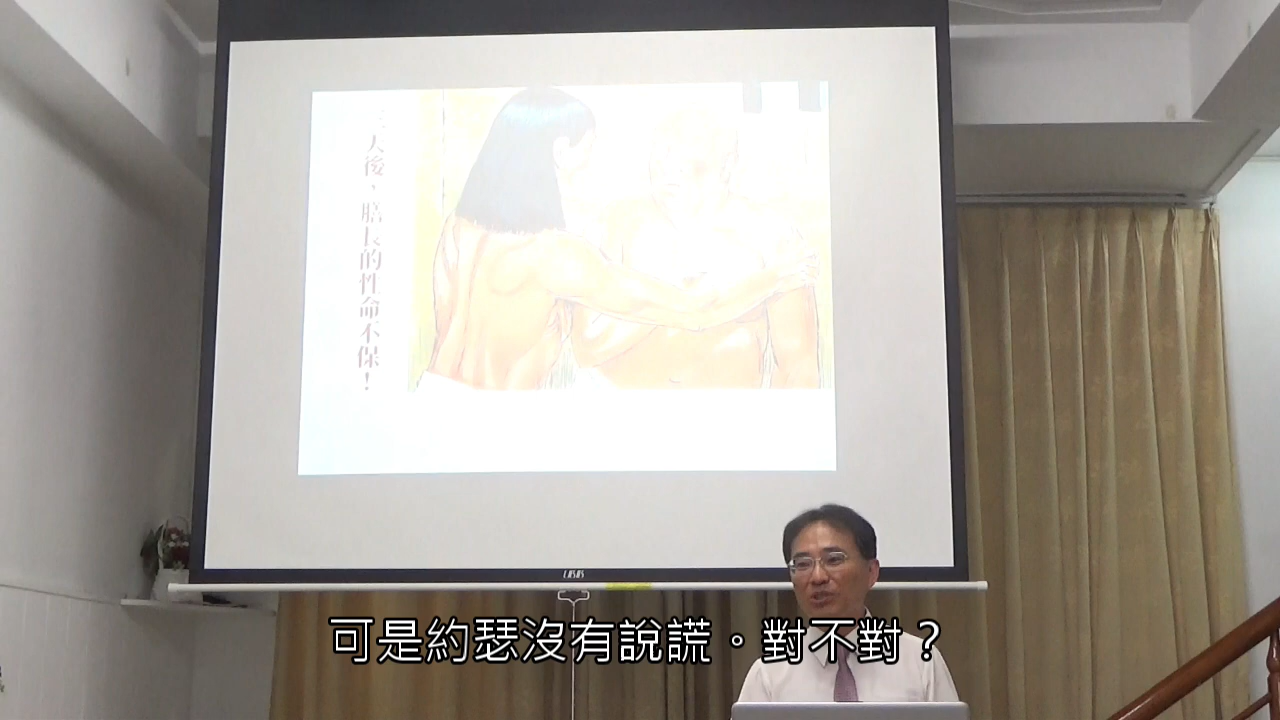 三天後、膳長的性命不保！
可是約瑟沒有說謊。對不對？